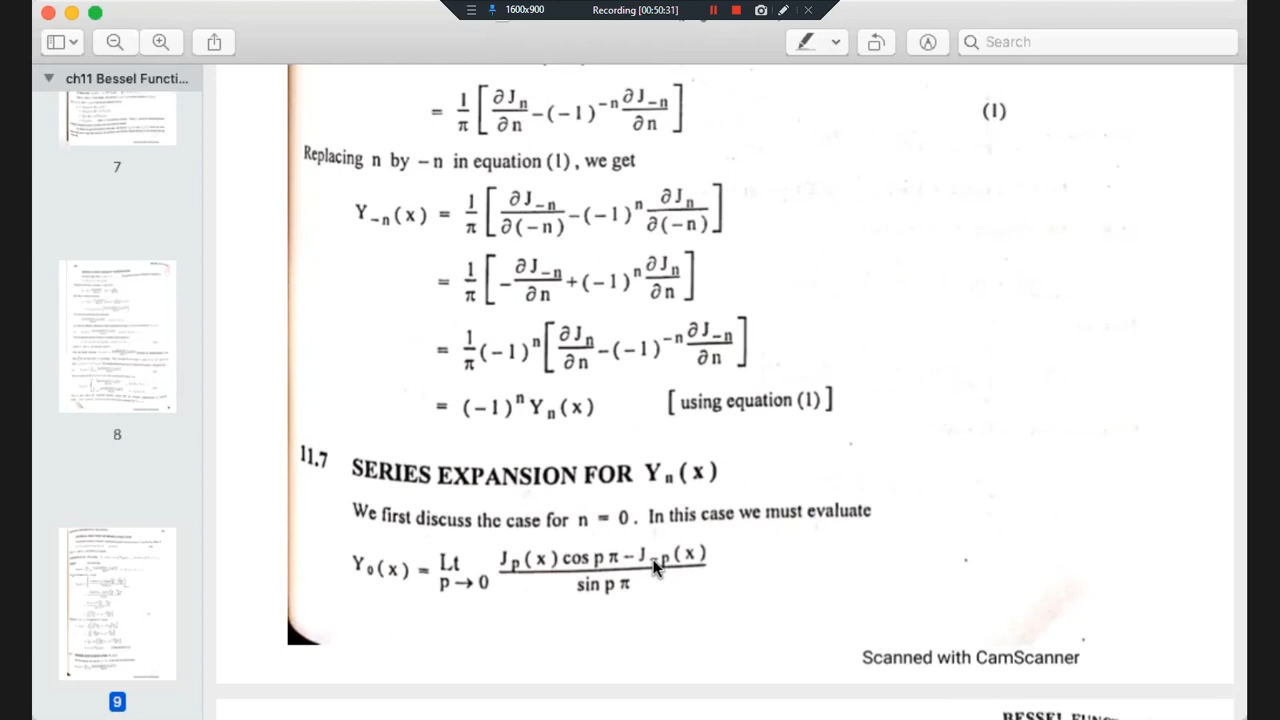 1600x900 Recording [00:50:31]
Search
ch11 Bessel Functi...
7
8
9
= 1/π [ ∂J_n/∂n − (−1)^−n ∂J_−n/∂n ] (1)
Replacing n by −n in equation (1), we get
Y_−n(x) = 1/π [ ∂J_−n/∂(−n) − (−1)^n ∂J_n/∂(−n) ]
= 1/π [ − ∂J_−n/∂n + (−1)^n ∂J_n/∂n ]
= 1/π (−1)^n [ ∂J_n/∂n − (−1)^−n ∂J_−n/∂n ]
= (−1)^n Y_n(x) [using equation (1)]
11.7 SERIES EXPANSION FOR Y_n(x)
We first discuss the case for n = 0. In this case we must evaluate
Y_0(x) = Lt p→0 J_p(x) cos p π − J_−p(x) / sin p π
Scanned with CamScanner